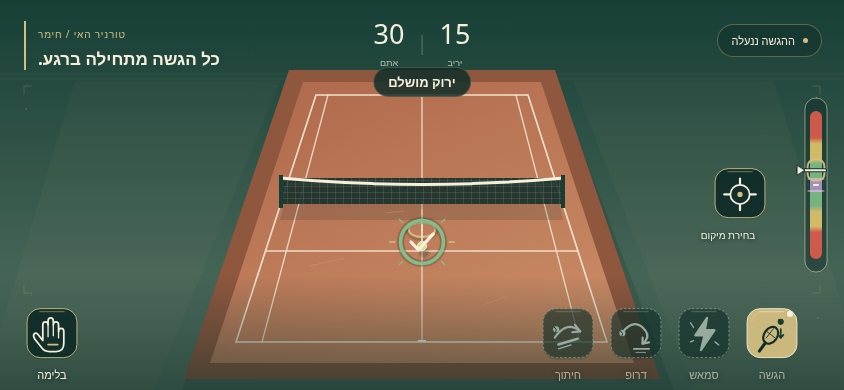 טורניר האי / חימר
כל הגשה מתחילה ברגע.
30 15
אתם יריב
ההגשה ננעלה
ירוק מושלם
בחירת מיקום
בלימה
חיתוך
דרופ
סמאש
הגשה